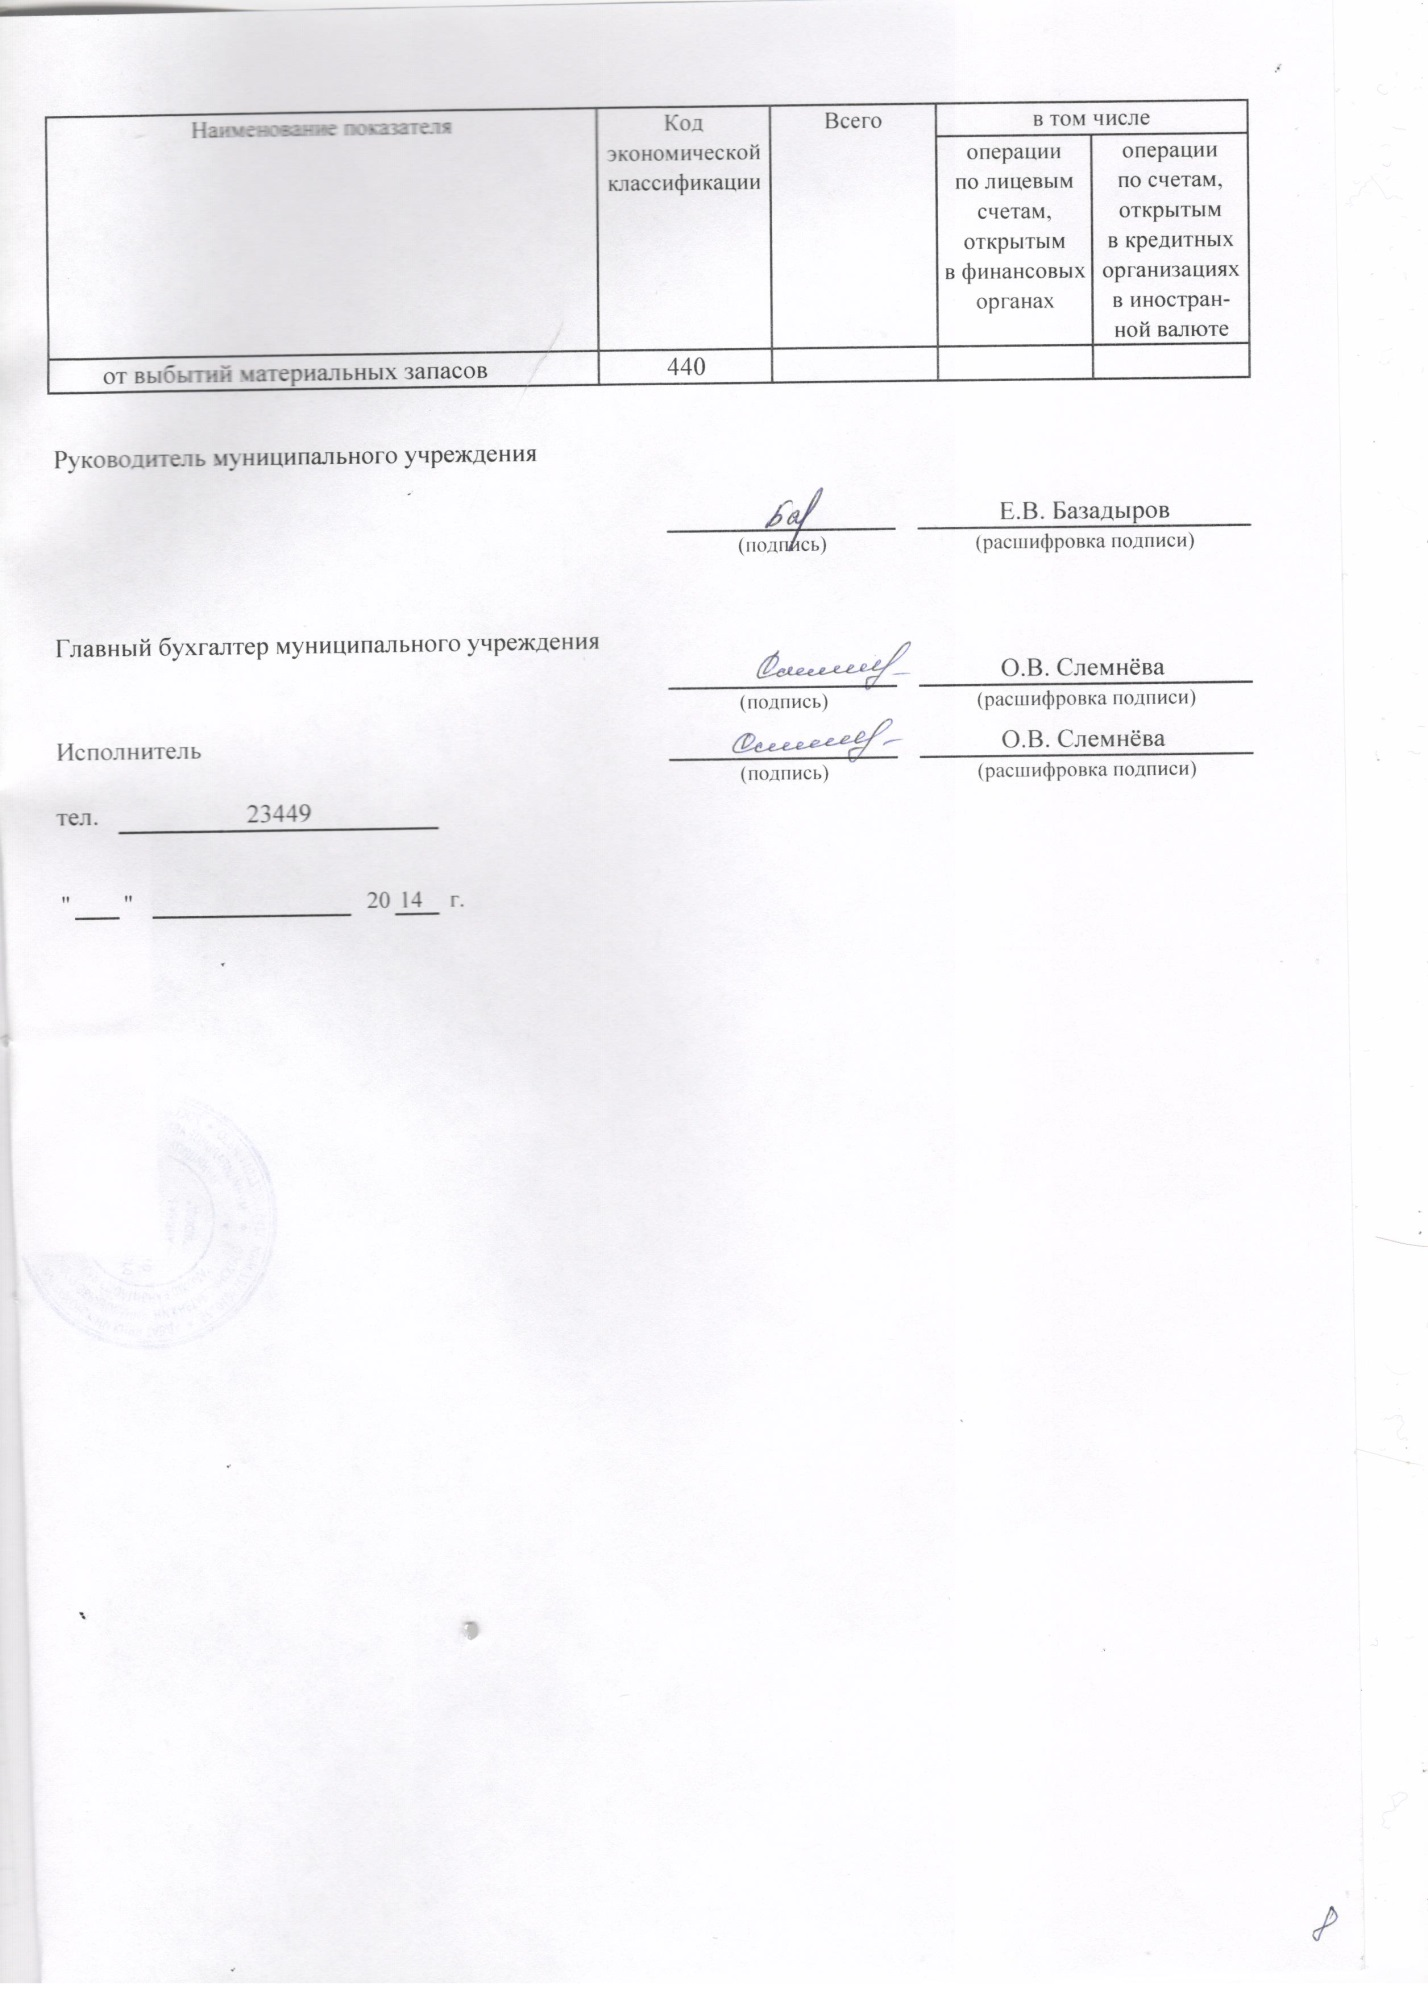 Наименование показателя
Код
экономической
классификации
Всего
в том числе
операции
по лицевым
счетам,
открытым
в финансовых
органах
операции
по счетам,
открытым
в кредитных
организациях
в иностран-
ной валюте
от выбытий материальных запасов 440
Руководитель муниципального учреждения
Е.В. Базадыров
(подпись) (расшифровка подписи)
Главный бухгалтер муниципального учреждения
О.В. Слемнёва
(подпись) (расшифровка подписи)
Исполнитель О.В. Слемнёва
(подпись) (расшифровка подписи)
тел. 23449
"___" ___ 20 14 г.
8